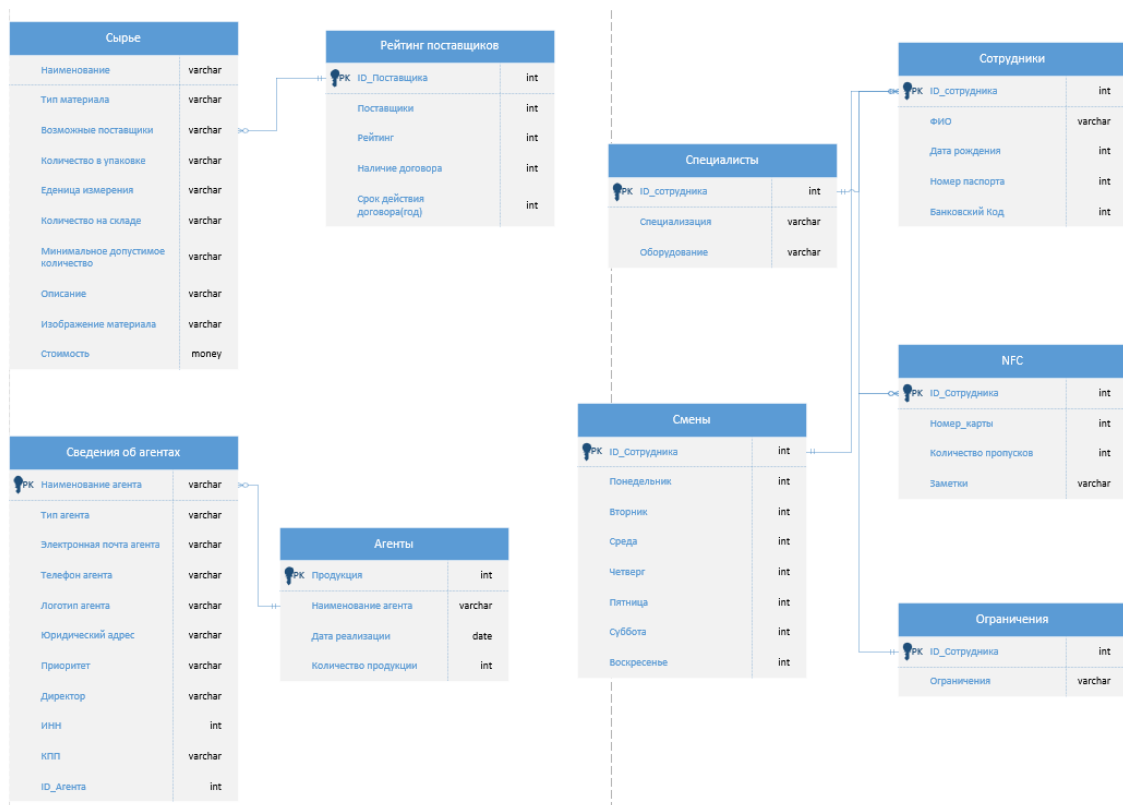 Сырье
Наименование varchar
Тип материала varchar
Возможные поставщики varchar
Количество в упаковке varchar
Еденица измерения varchar
Количество на складе varchar
Минимальное допустимое
количество varchar
Описание varchar
Изображение материала varchar
Стоимость money
Рейтинг поставщиков
PK ID_Поставщика int
Поставщики int
Рейтинг int
Наличие договора int
Срок действия
договора(год) int
Специалисты
PK ID_сотрудника int
Специализация varchar
Оборудование varchar
Сотрудники
PK ID_сотрудника int
ФИО varchar
Дата рождения int
Номер паспорта int
Банковский Код int
NFC
PK ID_Сотрудника int
Номер_карты int
Количество пропусков int
Заметки varchar
Сведения об агентах
PK Наименование агента varchar
Тип агента varchar
Электронная почта агента varchar
Телефон агента varchar
Логотип агента varchar
Юридический адрес varchar
Приоритет varchar
Директор varchar
ИНН int
КПП varchar
ID_Агента int
Агенты
PK Продукция int
Наименование агента varchar
Дата реализации date
Количество продукции int
Смены
PK ID_Сотрудника int
Понедельник int
Вторник int
Среда int
Четверг int
Пятница int
Суббота int
Воскресенье int
Ограничения
PK ID_Сотрудника int
Ограничения varchar